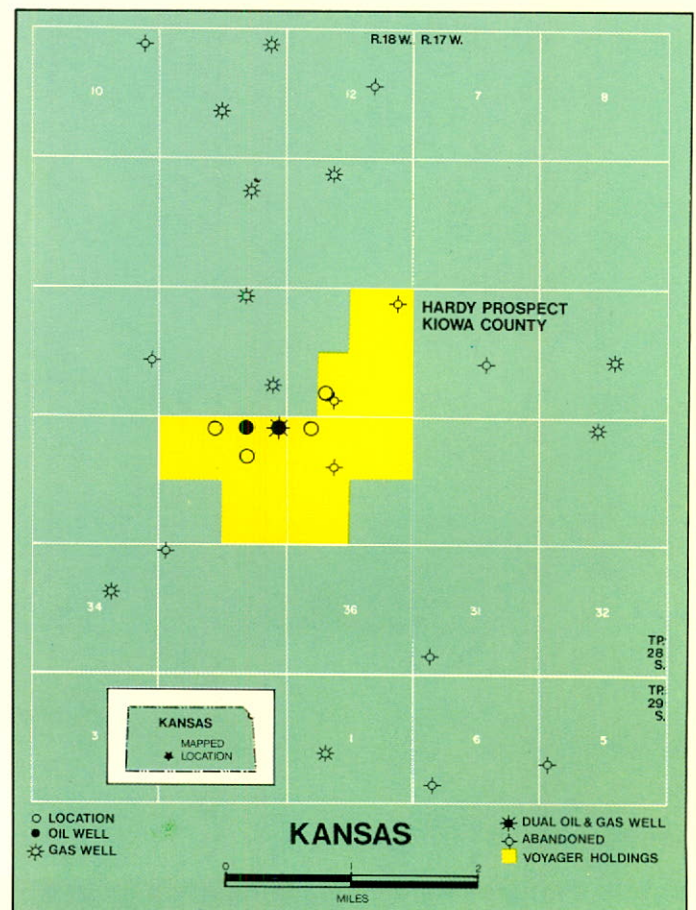 R.18 W. R.17 W.
10 12 7 8
HARDY PROSPECT
KIOWA COUNTY
34 36 31 32
TP.
28
S.
TP.
29
S.
3 1 6 5
KANSAS
MAPPED
LOCATION
LOCATION
OIL WELL
GAS WELL
KANSAS
0 1 2
MILES
DUAL OIL & GAS WELL
ABANDONED
VOYAGER HOLDINGS